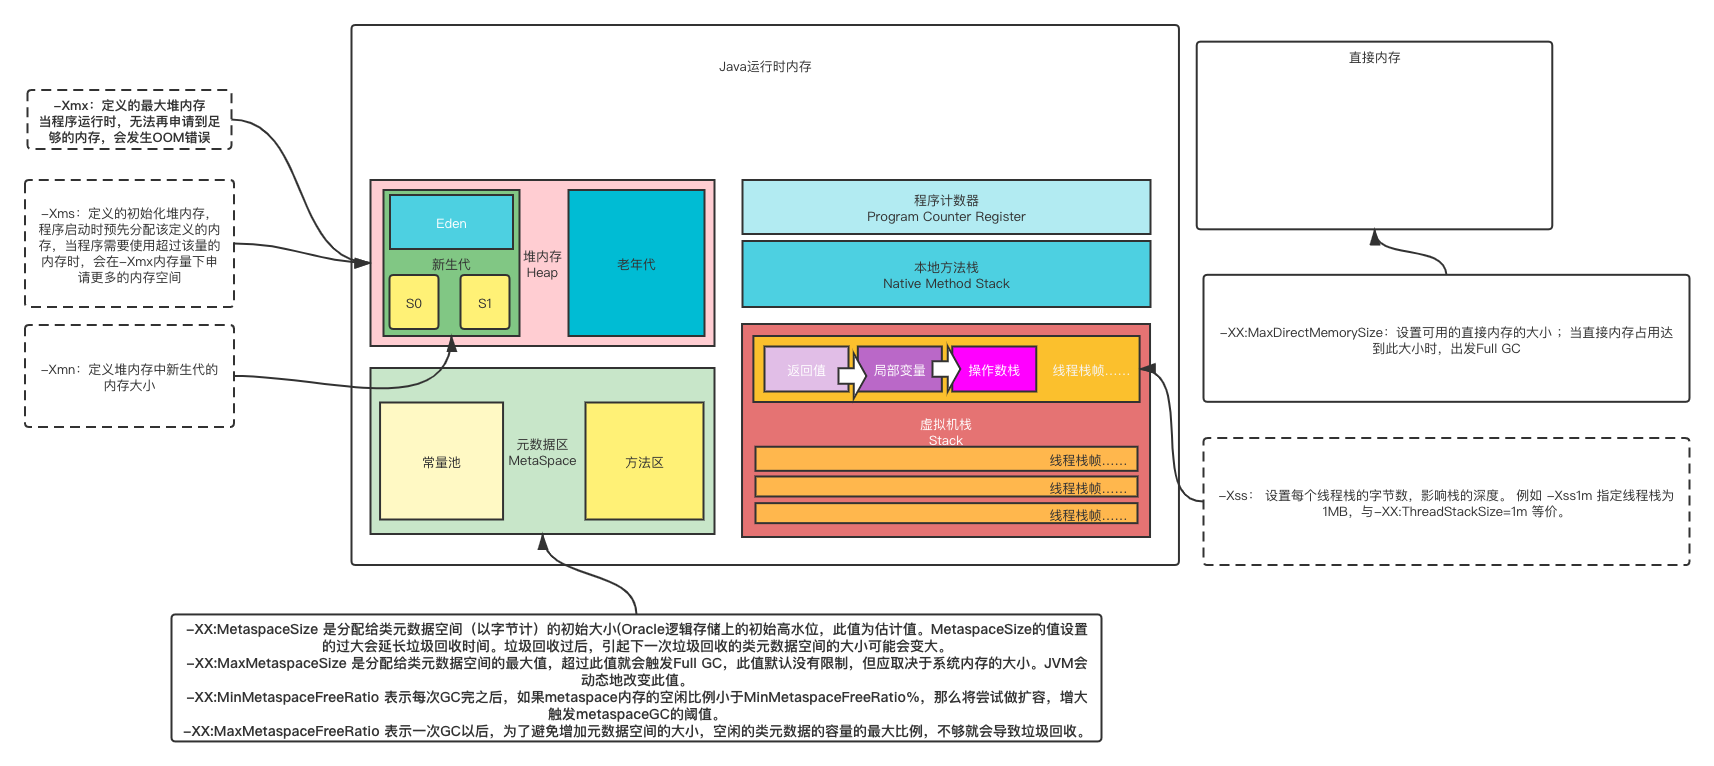 Java运行时内存
直接内存
-Xmx：定义的最大堆内存
当程序运行时，无法再申请到足
够的内存，会发生OOM错误
-Xms：定义的初始化堆内存，
程序启动时预先分配该定义的内
存，当程序需要使用超过该量的
内存时，会在-Xmx内存量下申
请更多的内存空间
-Xmn：定义堆内存中新生代的
内存大小
Eden
新生代
S0
S1
堆内存
Heap
老年代
常量池
元数据区
MetaSpace
方法区
程序计数器
Program Counter Register
本地方法栈
Native Method Stack
返回值
局部变量
操作数栈
线程栈帧......
虚拟机栈
Stack
线程栈帧......
线程栈帧......
线程栈帧......
-XX:MaxDirectMemorySize：设置可用的直接内存的大小 ；当直接内存占用达
到此大小时，出发Full GC
-Xss： 设置每个线程栈的字节数，影响栈的深度。 例如 -Xss1m 指定线程栈为
1MB，与-XX:ThreadStackSize=1m 等价。
-XX:MetaspaceSize 是分配给类元数据空间（以字节计）的初始大小(Oracle逻辑存储上的初始高水位，此值为估计值。MetaspaceSize的值设置
的过大会延长垃圾回收时间。垃圾回收过后，引起下一次垃圾回收的类元数据空间的大小可能会变大。
-XX:MaxMetaspaceSize 是分配给类元数据空间的最大值，超过此值就会触发Full GC，此值默认没有限制，但应取决于系统内存的大小。JVM会
动态地改变此值。
-XX:MinMetaspaceFreeRatio 表示每次GC完之后，如果metaspace内存的空闲比例小于MinMetaspaceFreeRatio%，那么将尝试做扩容，增大
触发metaspaceGC的阈值。
-XX:MaxMetaspaceFreeRatio 表示一次GC以后，为了避免增加元数据空间的大小，空闲的类元数据的容量的最大比例，不够就会导致垃圾回收。